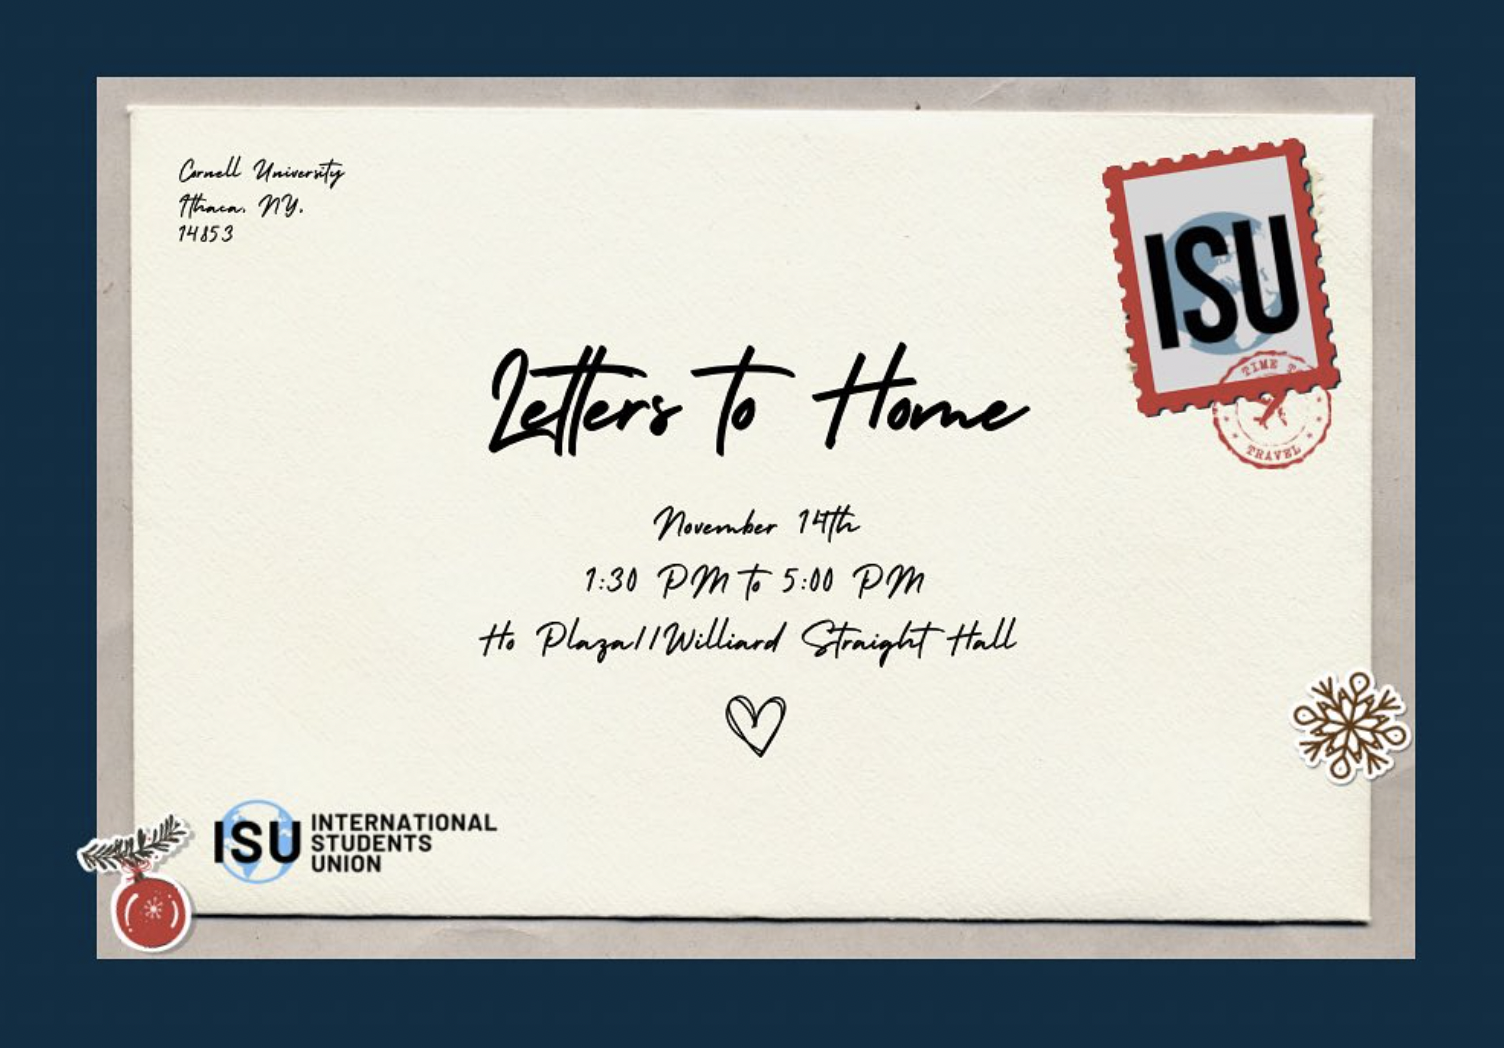 Cornell University
Ithaca, NY,
14853
ISU
TIME T
TRAVEL
Letters to Home
November 14th
1:30 PM to 5:00 PM
Ho Plaza//Williard Straight Hall
ISU INTERNATIONAL
STUDENTS
UNION